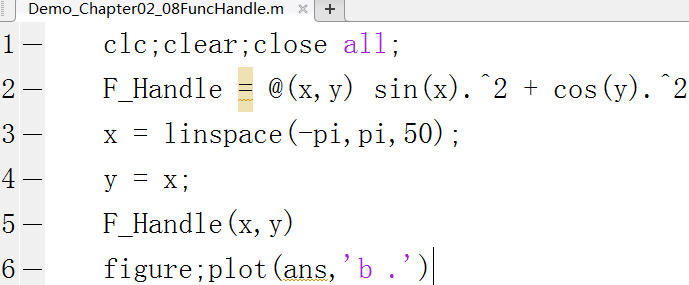 Demo_Chapter02_08FuncHandle.m × +
1 — clc;clear;close all;
2 — F_Handle = @(x,y) sin(x).^2 + cos(y).^2
3 — x = linspace(-pi,pi,50);
4 — y = x;
5 — F_Handle(x,y)
6 — figure;plot(ans,'b .')